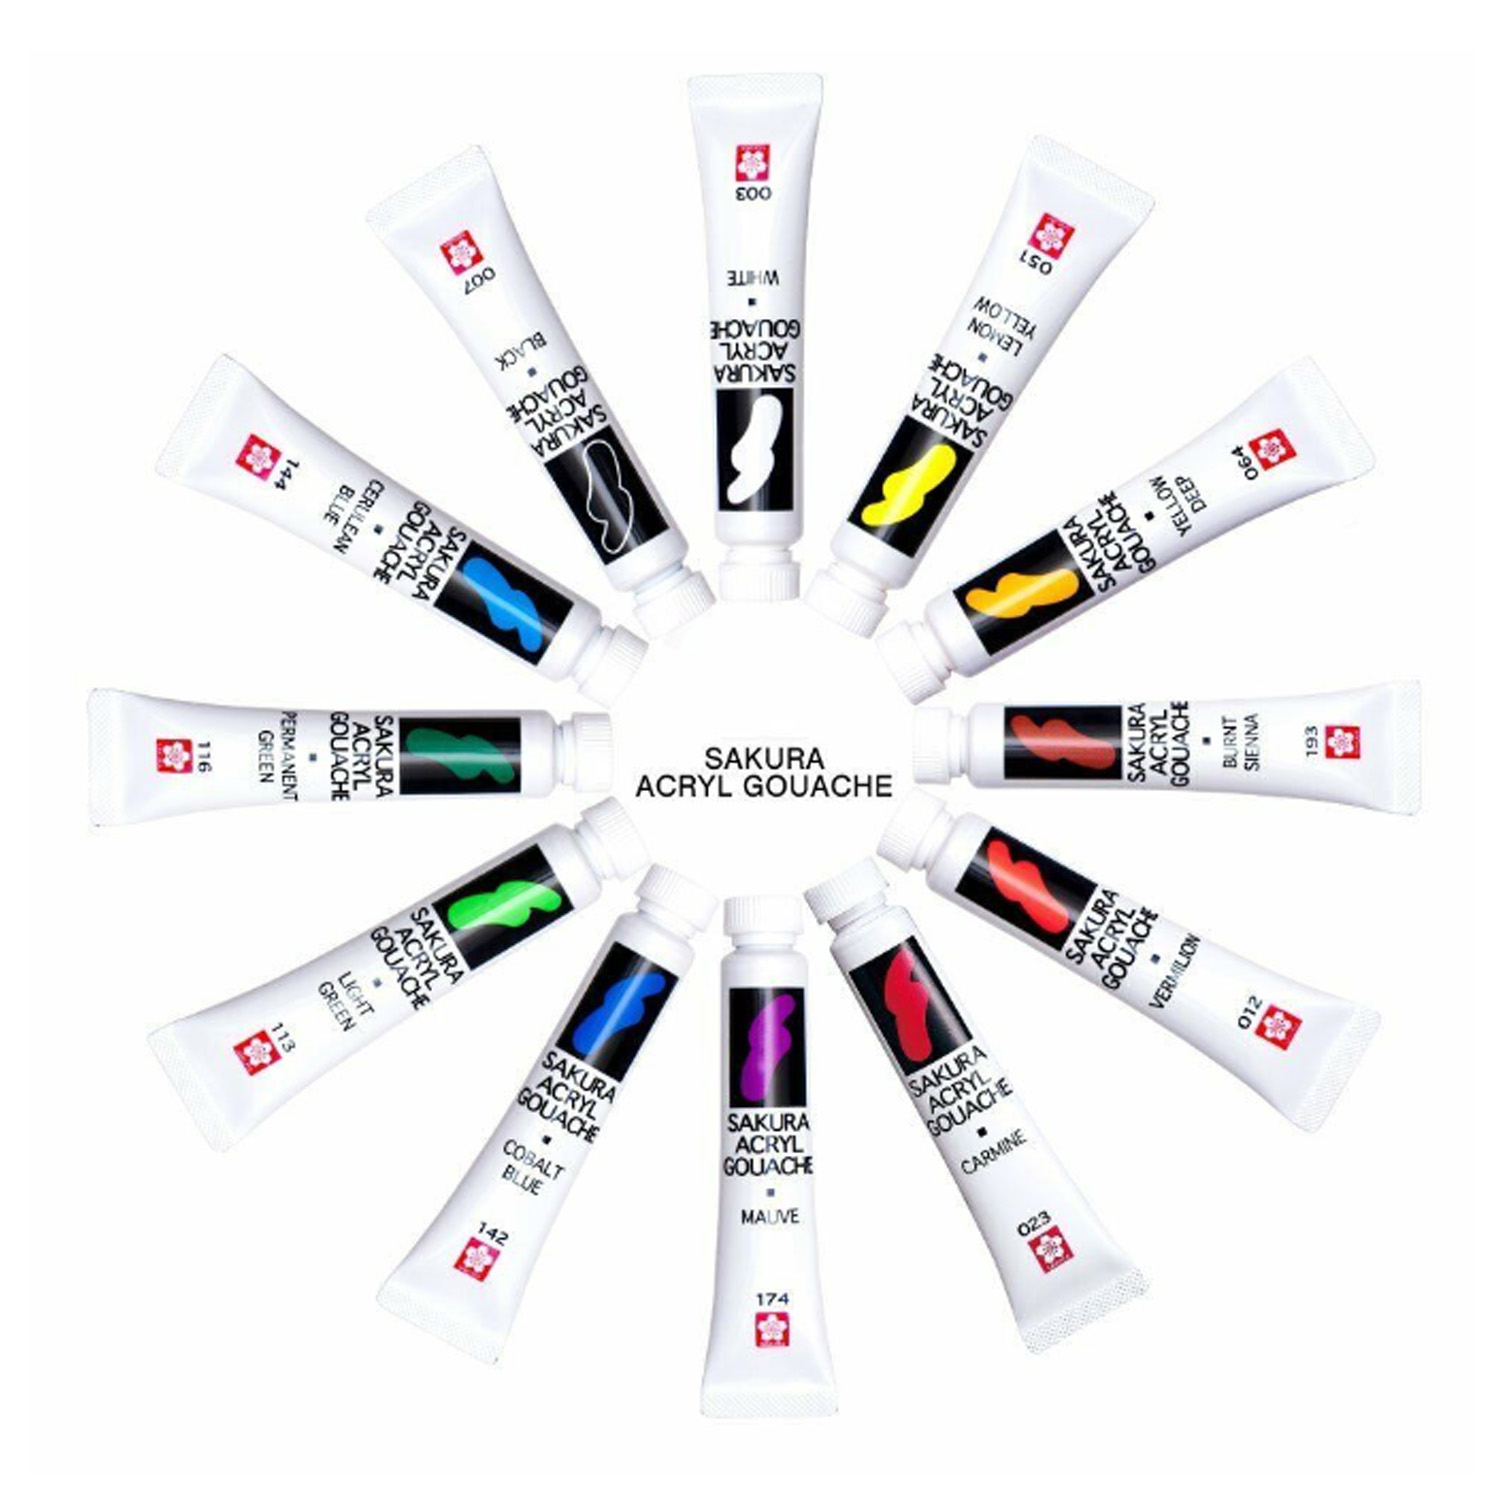 003
WHITE
SAKURA
ACRYL
GOUACHE
051
LEMON
YELLOW
SAKURA
ACRYL
GOUACHE
064
DEEP
YELLOW
SAKURA
ACRYL
GOUACHE
SAKURA
ACRYL
GOUACHE
BURNT
SIENNA
193
SAKURA
ACRYL
GOUACHE
VERMILION
012
SAKURA
ACRYL
GOUACHE
CARMINE
023
SAKURA
ACRYL
GOUACHE
MAUVE
174
SAKURA
ACRYL
GOUACHE
COBALT
BLUE
142
SAKURA
ACRYL
GOUACHE
LIGHT
GREEN
113
SAKURA
ACRYL
GOUACHE
PERMANENT
GREEN
116
SAKURA
ACRYL
GOUACHE
CERULEAN
BLUE
144
SAKURA
ACRYL
GOUACHE
BLACK
007
SAKURA
ACRYL GOUACHE